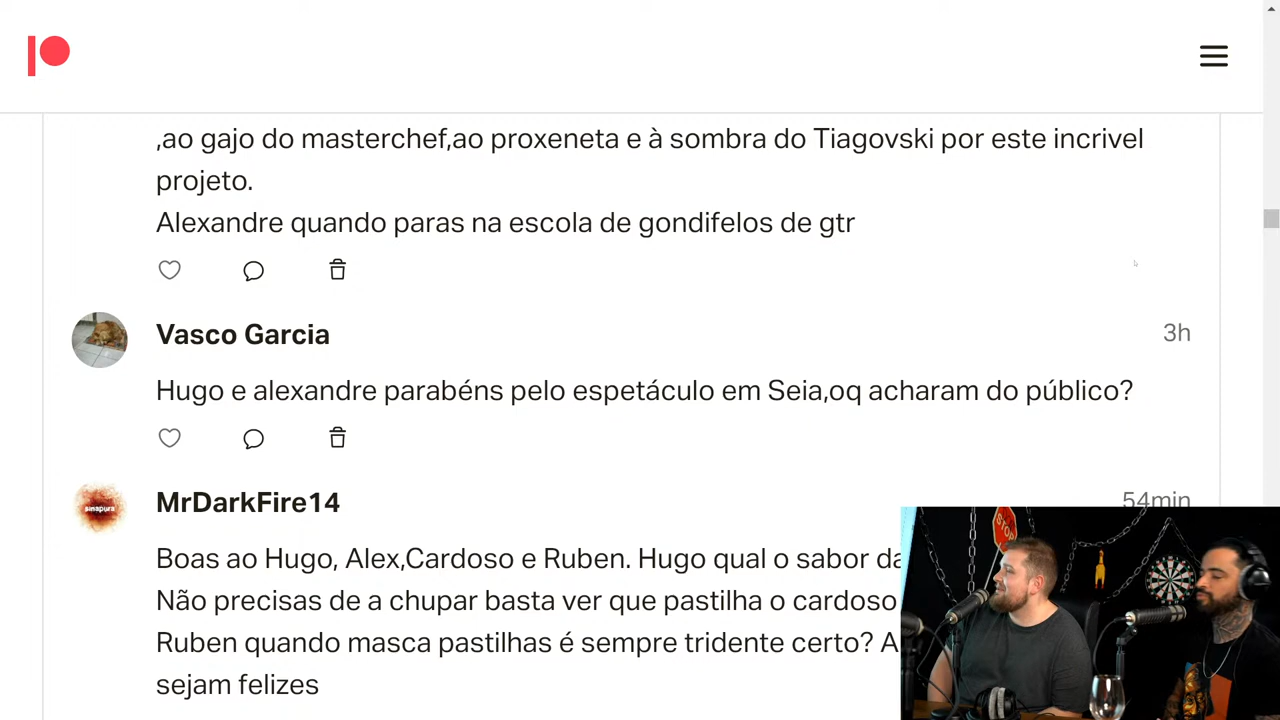 ,ao gajo do masterchef,ao proxeneta e à sombra do Tiagovski por este incrivel
projeto.
Alexandre quando paras na escola de gondifelos de gtr
Vasco Garcia
3h
Hugo e alexandre parabéns pelo espetáculo em Seia,oq acharam do público?
MrDarkFire14
54min
Boas ao Hugo, Alex,Cardoso e Ruben. Hugo qual o sabor da
Não precisas de a chupar basta ver que pastilha o cardoso
Ruben quando masca pastilhas é sempre tridente certo? A
sejam felizes
STOP